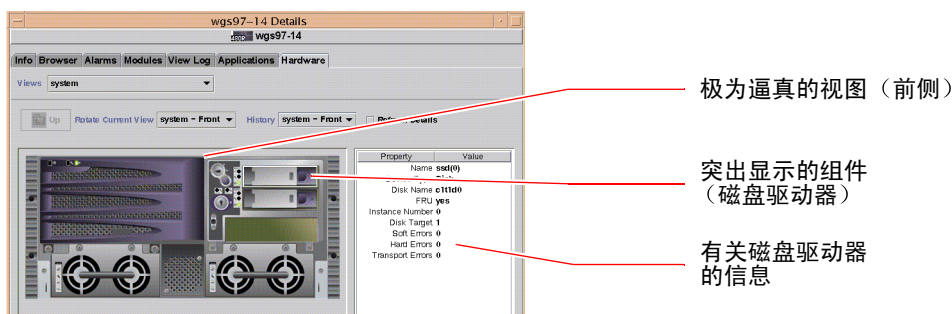 wgs97–14 Details
480R wgs97-14
Info Browser Alarms Modules View Log Applications Hardware
Views system
Up Rotate Current View system – Front History system – Front Details
极为逼真的视图（前侧）
Property Value
Name ssd(0)
Disk Name c1t1d0
FRU yes
Instance Number 0
Disk Target 1
Soft Errors 0
Hard Errors 0
Transport Errors 0
突出显示的组件
（磁盘驱动器）
有关磁盘驱动器
的信息